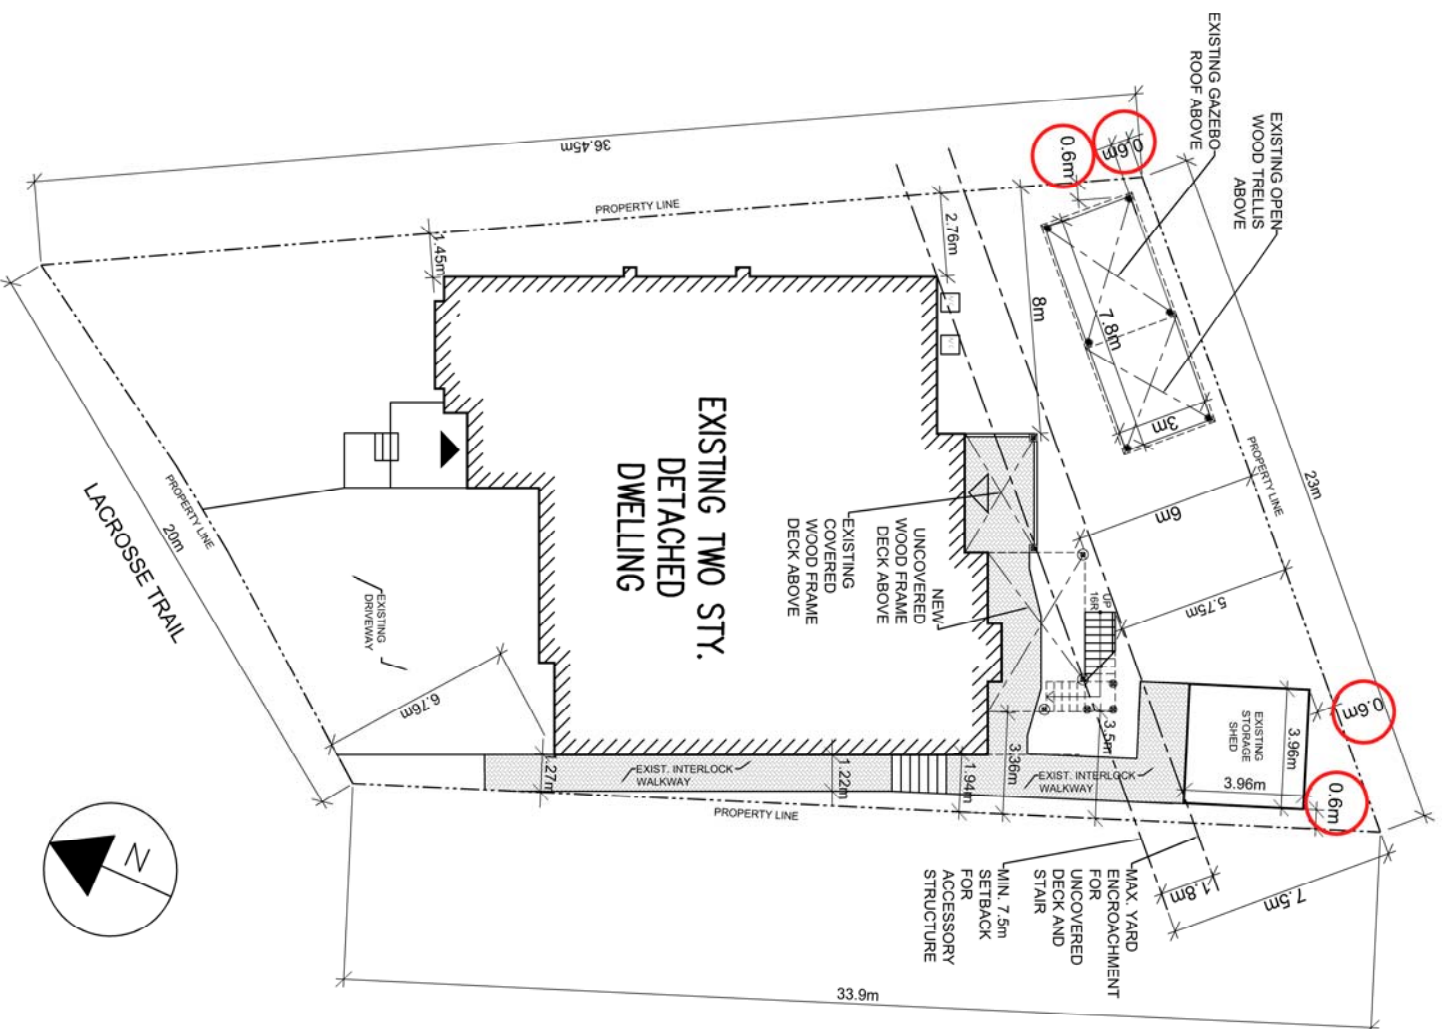 EXISTING GAZEBO
ROOF ABOVE
EXISTING OPEN
WOOD TRELLIS
ABOVE
0.6m
0.6m
36.45m
PROPERTY LINE
2.76m
1.45m
8m
7.8m
3m
PROPERTY LINE
23m
6m
5.75m
EXISTING TWO STY.
DETACHED
DWELLING
EXISTING
COVERED
WOOD FRAME
DECK ABOVE
NEW
UNCOVERED
WOOD FRAME
DECK ABOVE
UP
16R
PROPERTY LINE
20m
LACROSSE TRAIL
EXISTING
DRIVEWAY
6.76m
EXISTING
STORAGE
SHED
3.96m
3.96m
0.6m
0.6m
3.5m
3.36m
1.27m
EXIST. INTERLOCK
WALKWAY
1.22m
1.94m
EXIST. INTERLOCK
WALKWAY
PROPERTY LINE
MAX. YARD
ENCROACHMENT
FOR
UNCOVERED
DECK AND
STAIR
MIN. 7.5m
SETBACK
FOR
ACCESSORY
STRUCTURE
1.8m
7.5m
N
33.9m